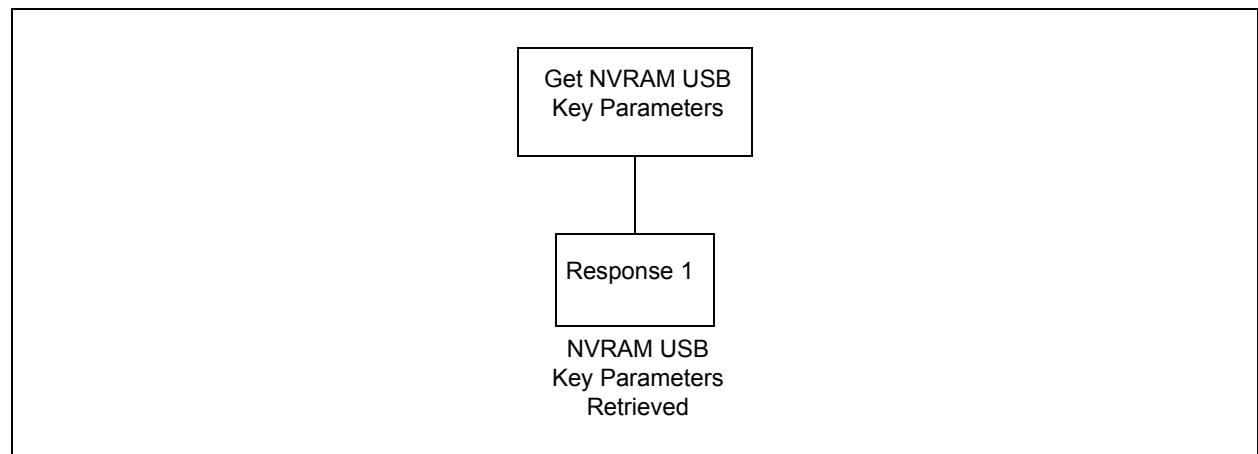 Get NVRAM USB
Key Parameters
Response 1
NVRAM USB
Key Parameters
Retrieved